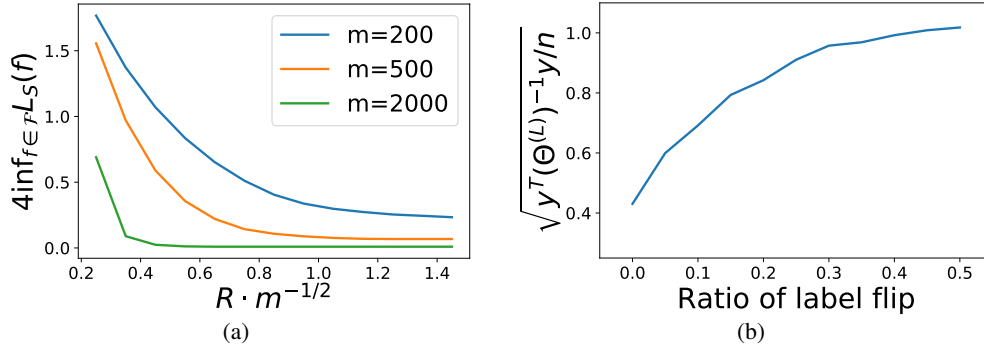 4 inf_{f∈𝓕} L_S(f)
1.5
1.0
0.5
0.0
m=200
m=500
m=2000
0.2 0.4 0.6 0.8 1.0 1.2 1.4
R · m^{-1/2}
(a)
√y^T(Θ^{(L)})^{-1}y/n
1.0
0.8
0.6
0.4
0.0 0.1 0.2 0.3 0.4 0.5
Ratio of label flip
(b)